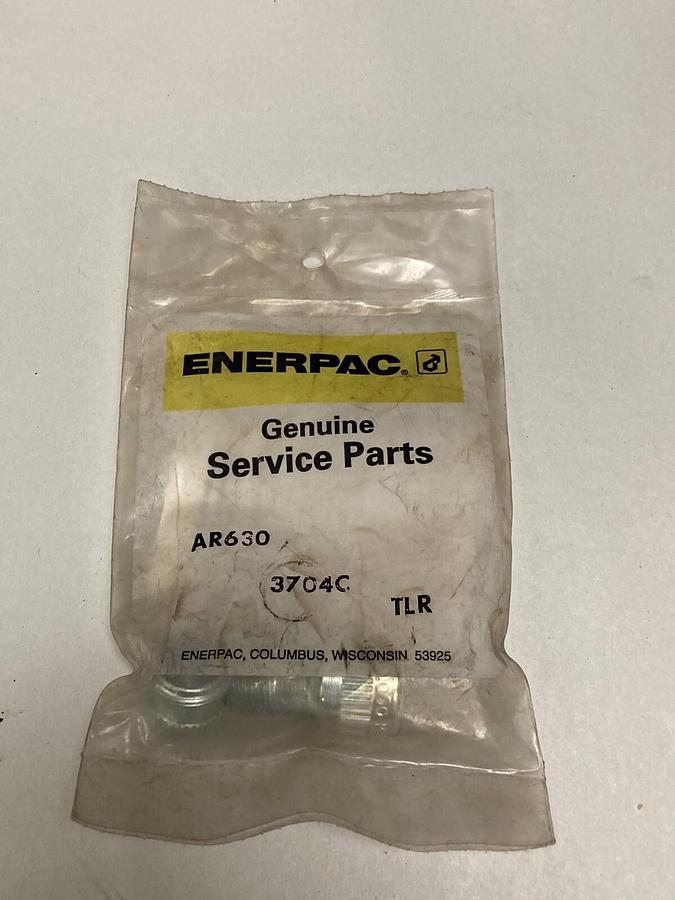 ENERPAC®
Genuine
Service Parts
AR630
3704C
TLR
ENERPAC, COLUMBUS, WISCONSIN 53925